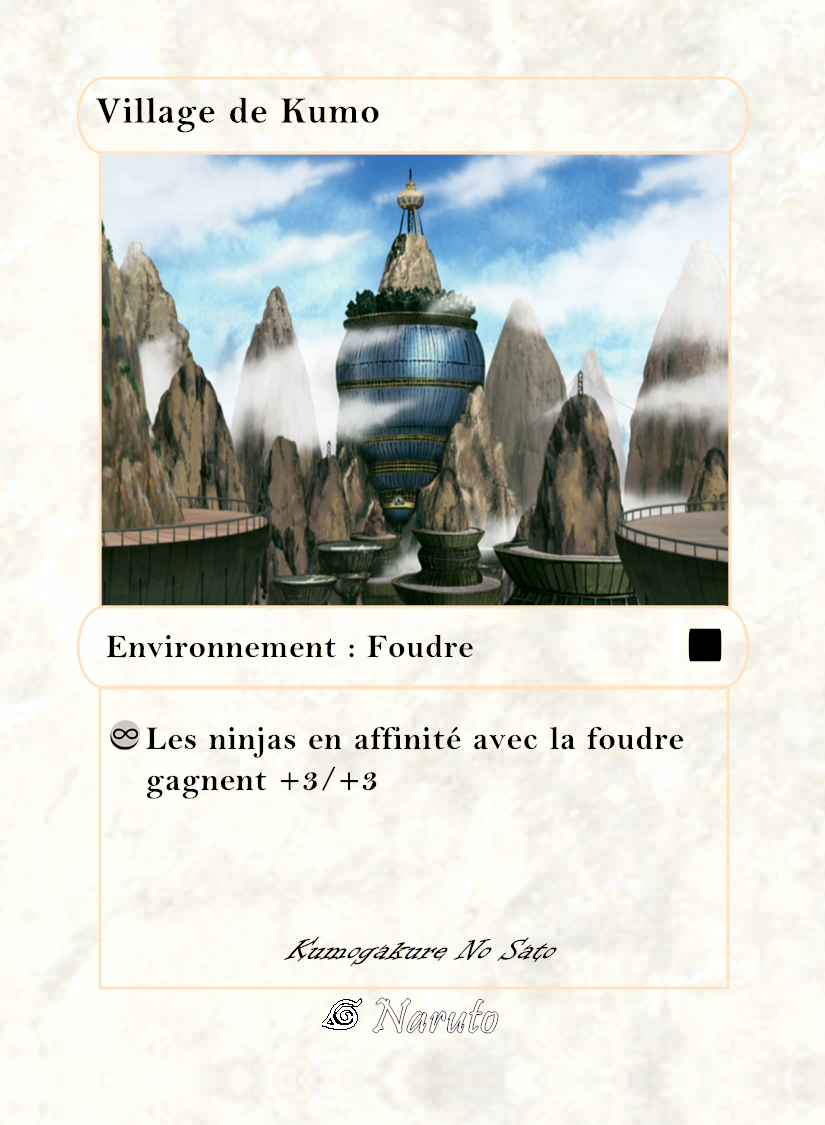 Village de Kumo
Environnement : Foudre
Les ninjas en affinité avec la foudre
gagnent +3/+3
Kumogakure No Sato
Naruto